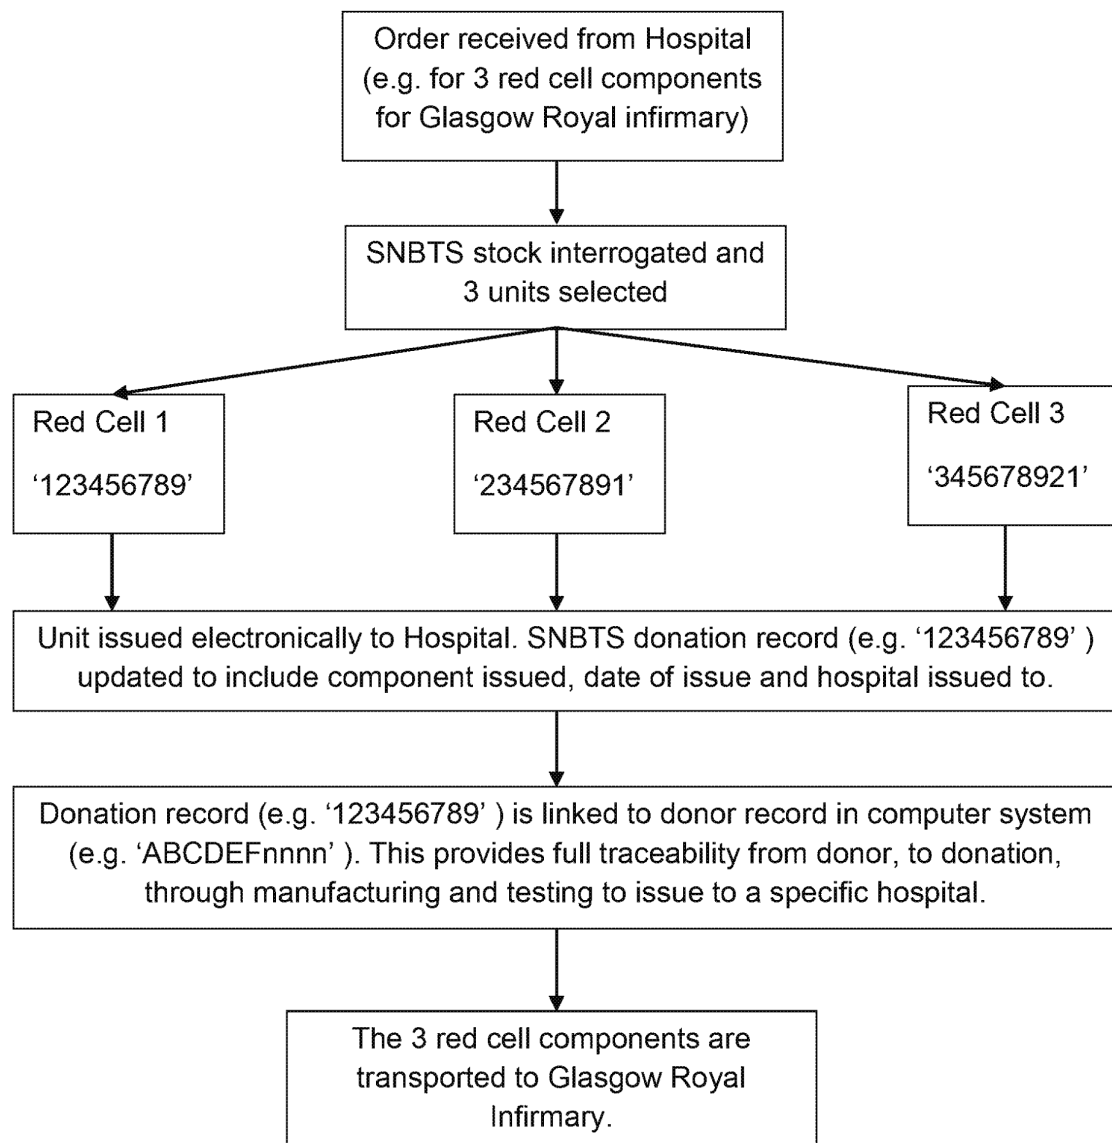 Order received from Hospital
(e.g. for 3 red cell components
for Glasgow Royal infirmary)
SNBTS stock interrogated and
3 units selected
Red Cell 1
‘123456789’
Red Cell 2
‘234567891’
Red Cell 3
‘345678921’
Unit issued electronically to Hospital. SNBTS donation record (e.g. ‘123456789’ )
updated to include component issued, date of issue and hospital issued to.
Donation record (e.g. ‘123456789’ ) is linked to donor record in computer system
(e.g. ‘ABCDEFnnnn’ ). This provides full traceability from donor, to donation,
through manufacturing and testing to issue to a specific hospital.
The 3 red cell components are
transported to Glasgow Royal
Infirmary.